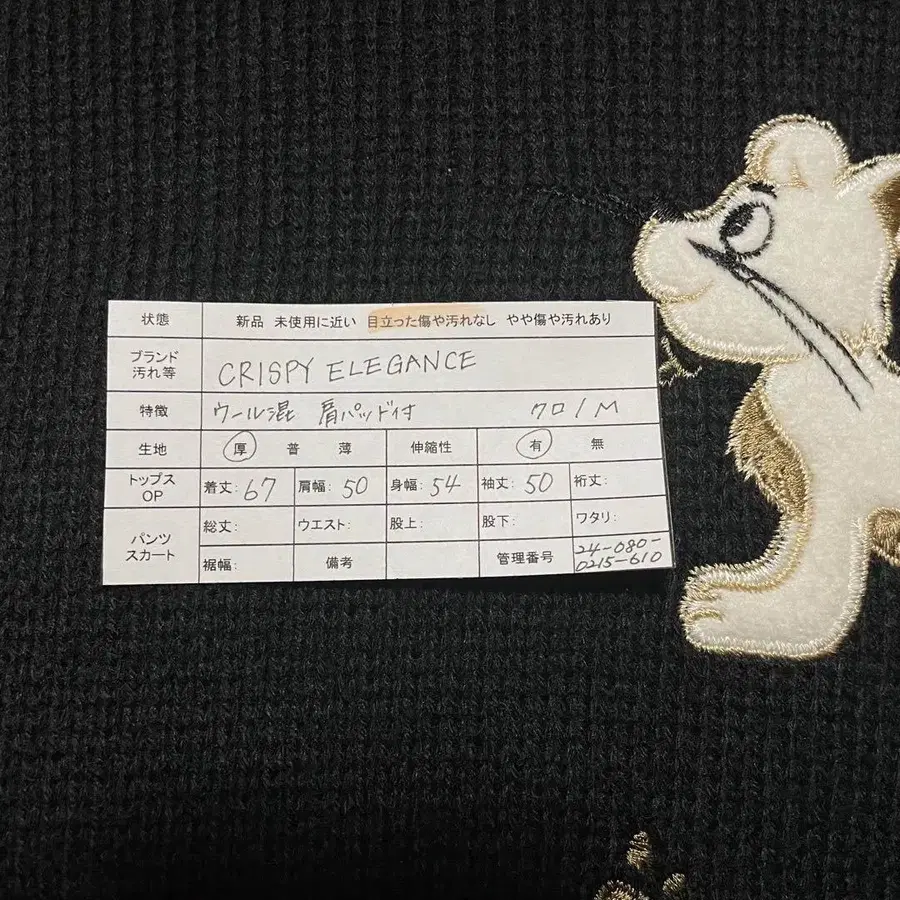 状態 新品 未使用に近い 目立った傷や汚れなし やや傷や汚れあり
ブランド
汚れ等 CRISPY ELEGANCE
特徴 ウール混 肩パッド付 クロ/M
生地 厚 普 薄 伸縮性 有 無
トップス
OP 着丈: 67 肩幅: 50 身幅: 54 袖丈: 50 裄丈:
パンツ
スカート 総丈: ウエスト: 股上: 股下: ワタリ:
裾幅: 備考 管理番号 24-080-
0215-610